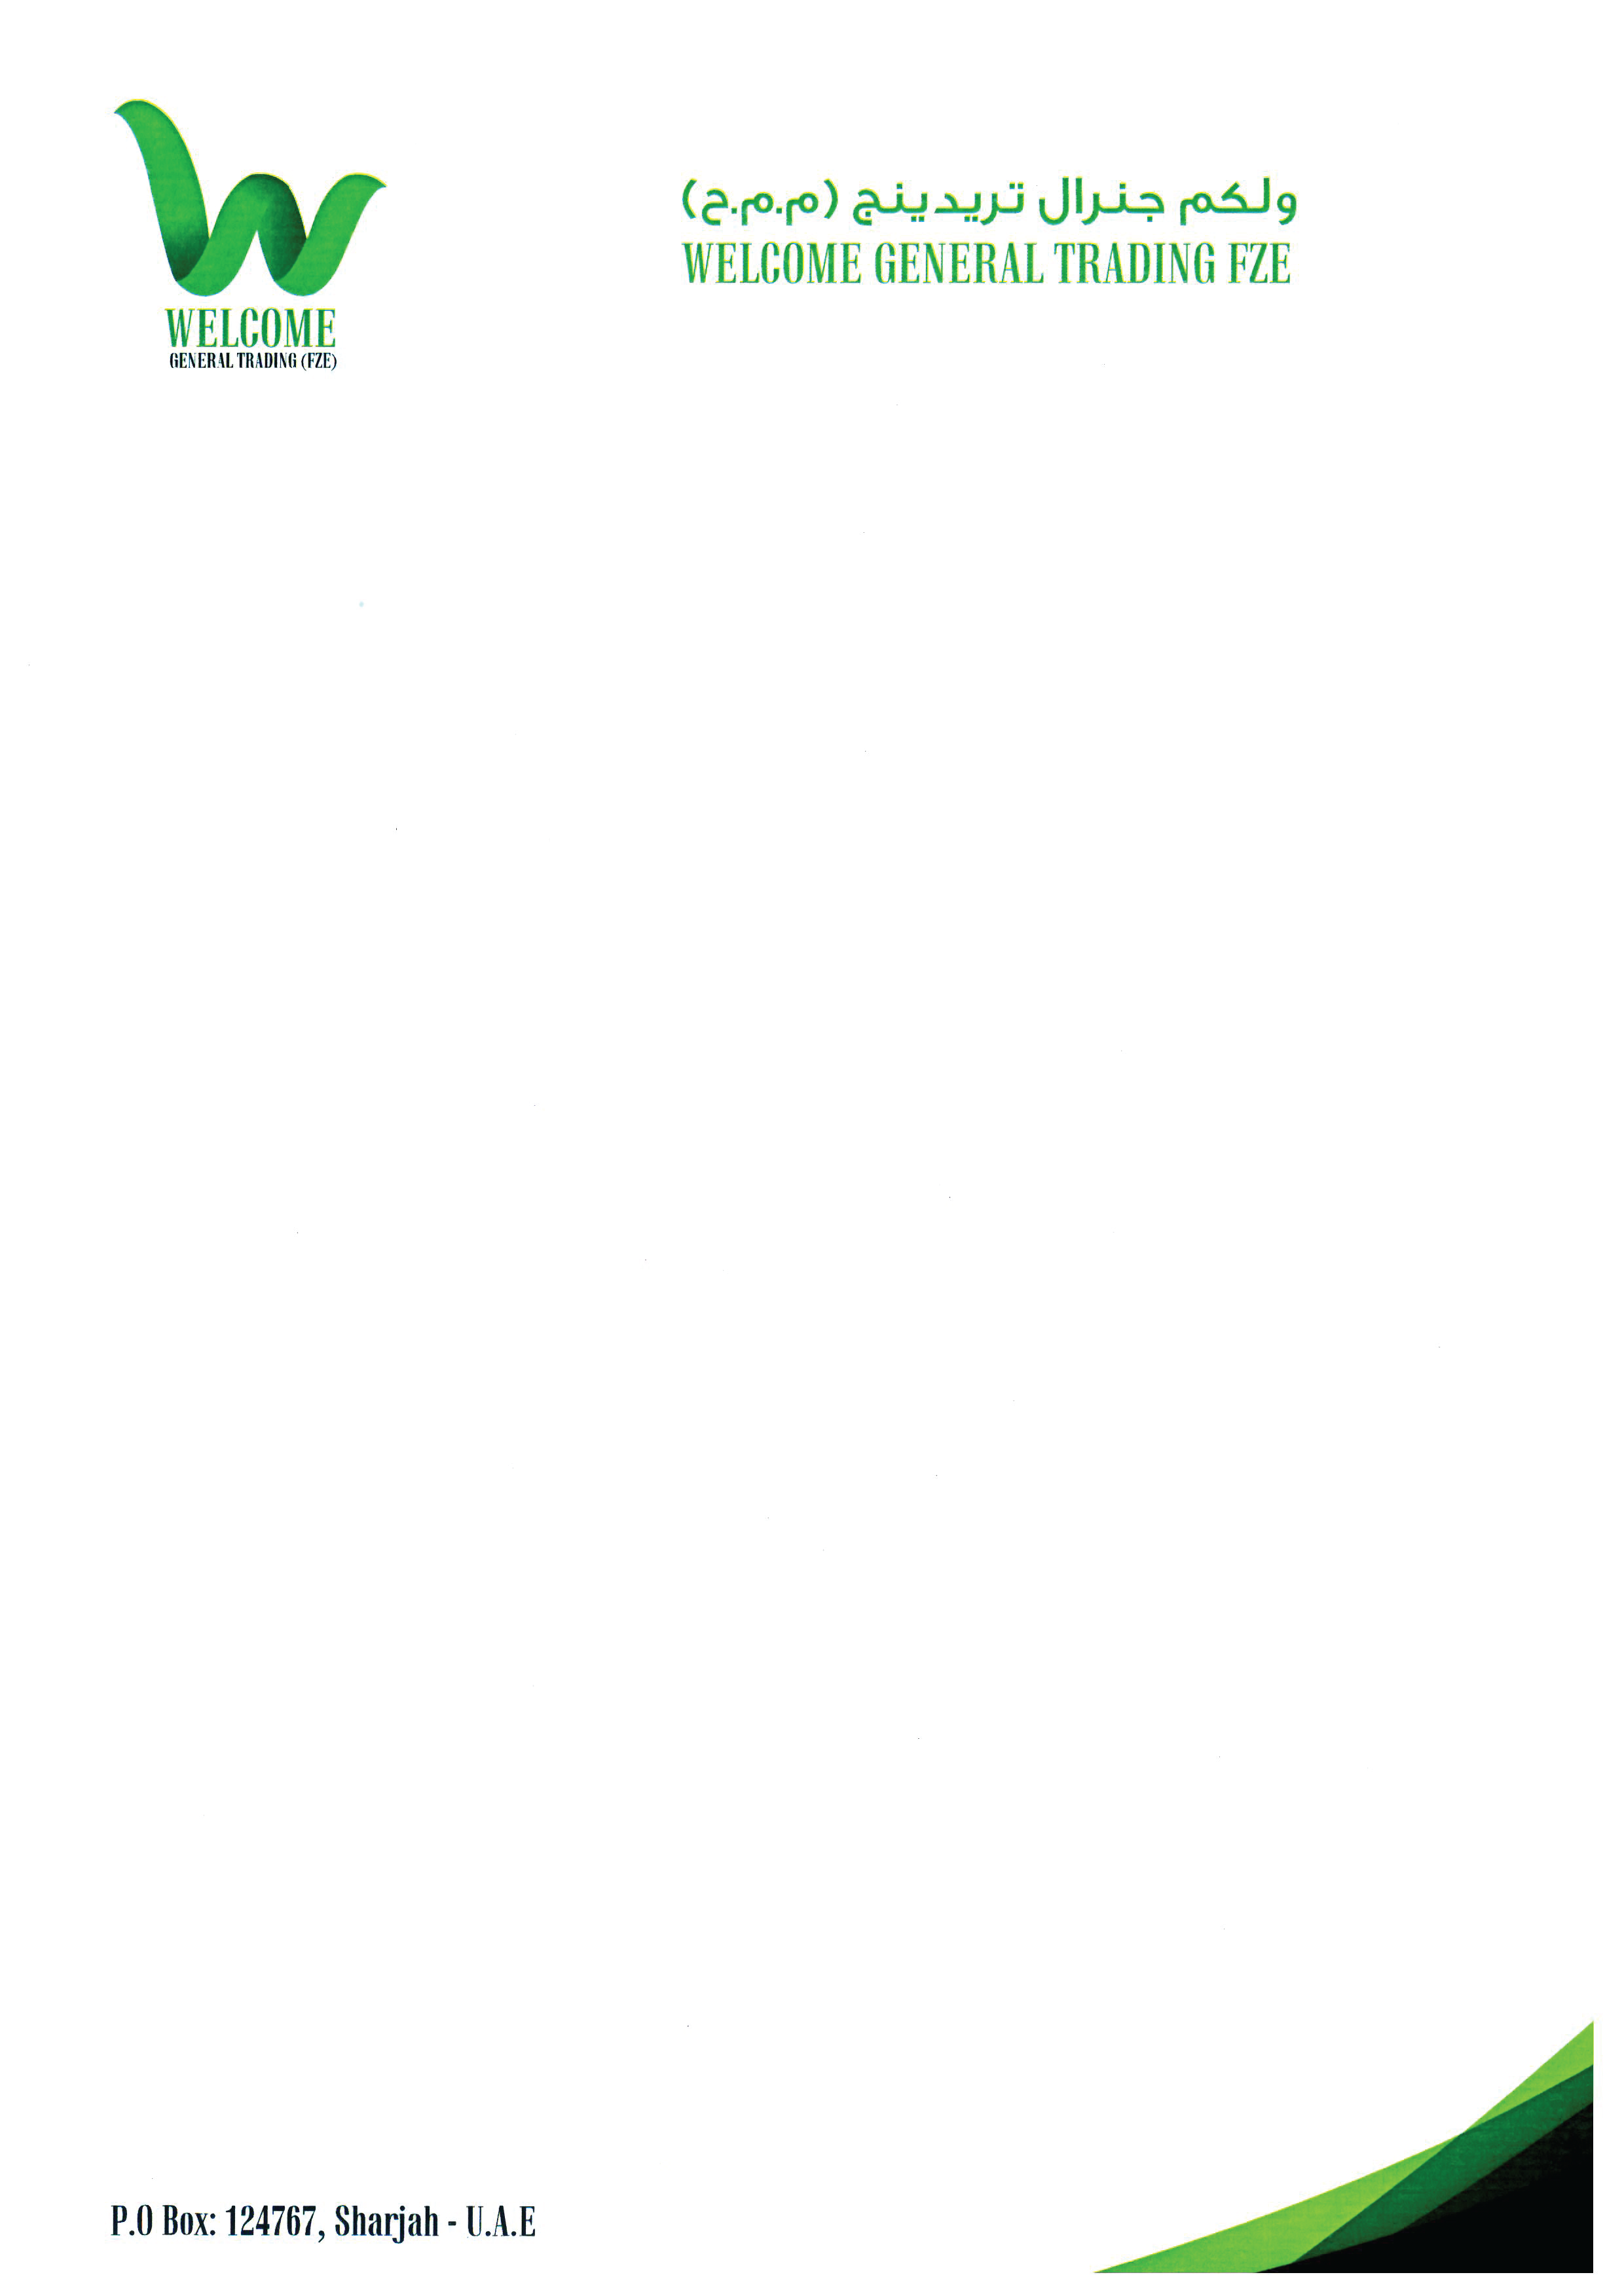 WELCOME
GENERAL TRADING (FZE)
ولكم جنرال تريدينج (م.م.ح)
WELCOME GENERAL TRADING FZE
P.O Box: 124767, Sharjah - U.A.E